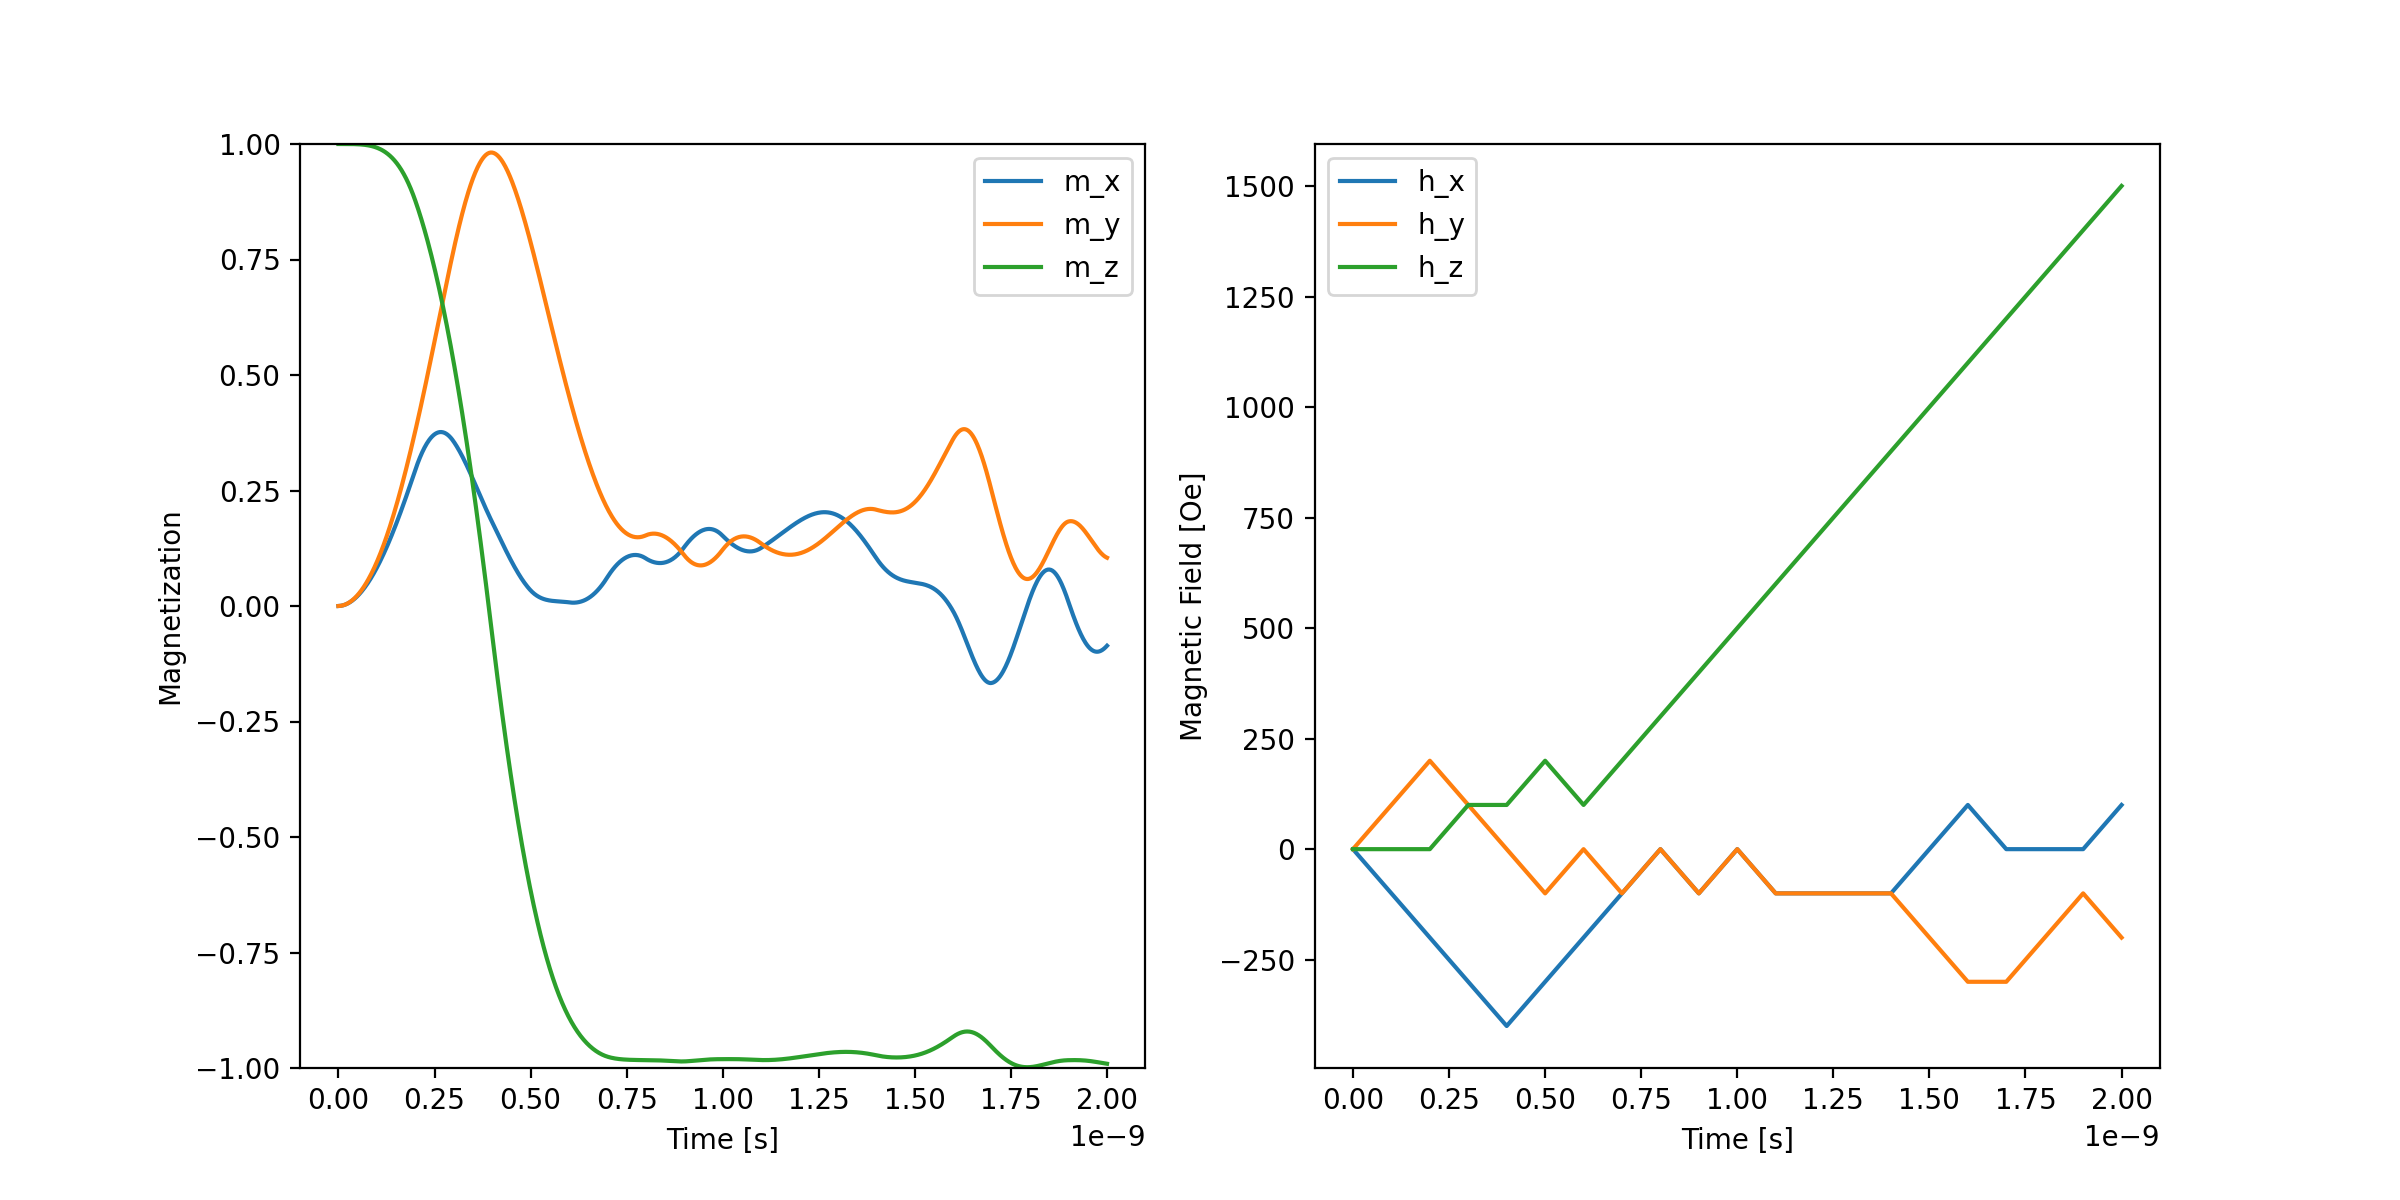 1.00
0.75
0.50
0.25
0.00
−0.25
−0.50
−0.75
−1.00
Magnetization
0.00 0.25 0.50 0.75 1.00 1.25 1.50 1.75 2.00
Time [s]
1e−9
m_x
m_y
m_z
1500
1250
1000
750
500
250
0
−250
Magnetic Field [Oe]
0.00 0.25 0.50 0.75 1.00 1.25 1.50 1.75 2.00
Time [s]
1e−9
h_x
h_y
h_z